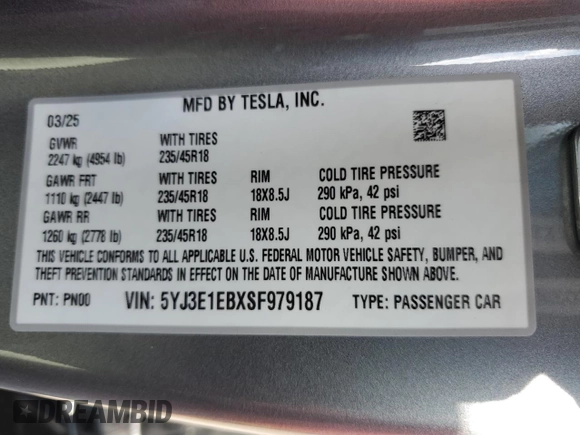 MFD BY TESLA, INC.
03/25
GVWR WITH TIRES
2247 kg (4954 lb) 235/45R18
GAWR FRT WITH TIRES RIM COLD TIRE PRESSURE
1110 kg (2447 lb) 235/45R18 18X8.5J 290 kPa, 42 psi
GAWR RR WITH TIRES RIM COLD TIRE PRESSURE
1260 kg (2778 lb) 235/45R18 18X8.5J 290 kPa, 42 psi
THIS VEHICLE CONFORMS TO ALL APPLICABLE U.S. FEDERAL MOTOR VEHICLE SAFETY, BUMPER, AND
THEFT PREVENTION STANDARDS IN EFFECT ON THE DATE OF MANUFACTURE SHOWN ABOVE.
PNT: PN00 VIN: 5YJ3E1EBXSF979187 TYPE: PASSENGER CAR
DREAMBID